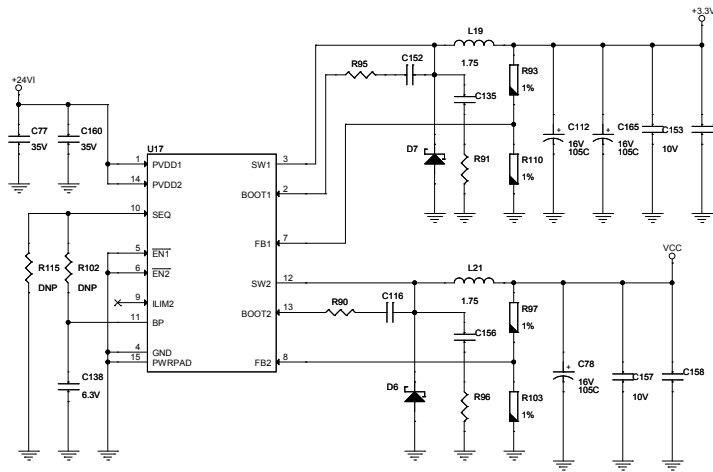 +3.3V
L19
1.75
C152
R95
R93
1%
+24VI
C135
C77
35V
C160
35V
C112
16V
105C
C165
16V
105C
C153
10V
U17
D7
R91
R110
1%
1
PVDD1
SW1
3
14
PVDD2
BOOT1
2
10
SEQ
FB1
7
5
EN1
6
EN2
SW2
12
VCC
L21
1.75
R115
DNP
R102
DNP
9
ILIM2
BOOT2
13
R90
C116
R97
1%
11
BP
C156
4
GND
15
PWRPAD
FB2
8
C138
6.3V
D6
R96
R103
1%
C78
16V
105C
C157
10V
C158